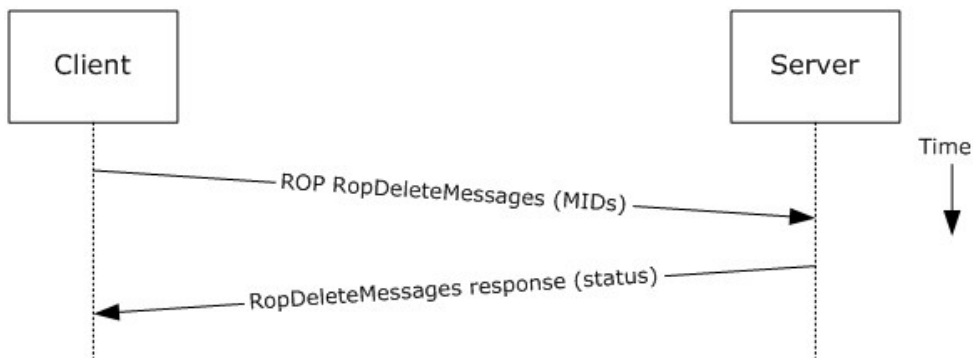 Client
Server
Time
ROP RopDeleteMessages (MIDs)
RopDeleteMessages response (status)